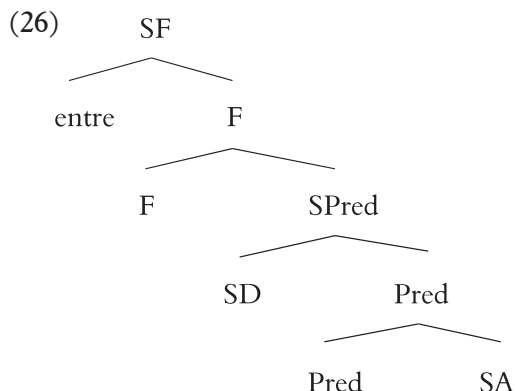 (26) SF
entre F
F SPred
SD Pred
Pred SA